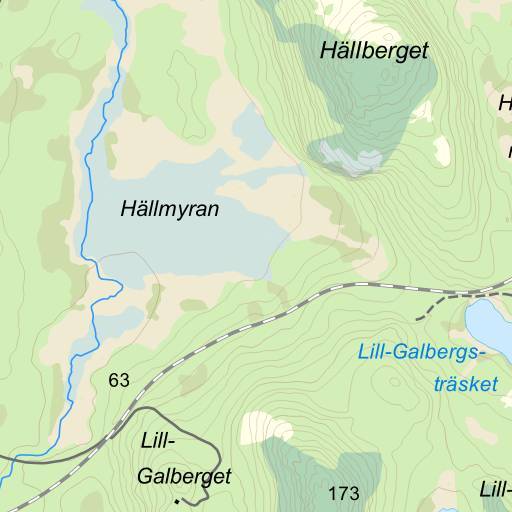 Hällberget
H
Hällmyran
Lill-Galbergs-
träsket
63
Lill-
Galberget
173
Lill-